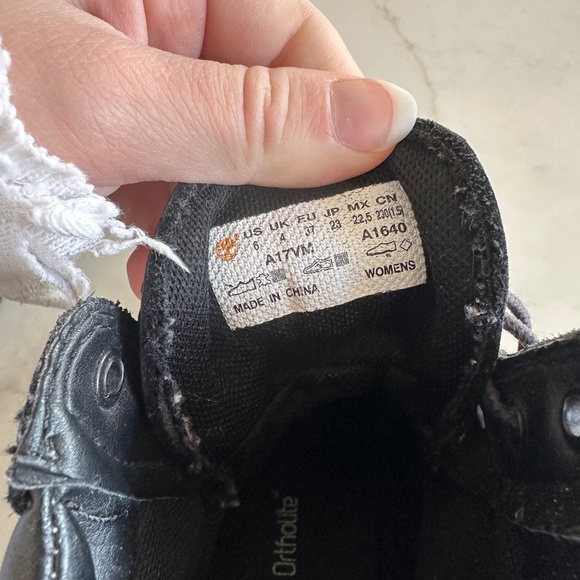 US UK EU JP MX CN
6 4 37 23 22,5 230(1.5)
A17VM A1640
WOMENS
MADE IN CHINA
Ortholite